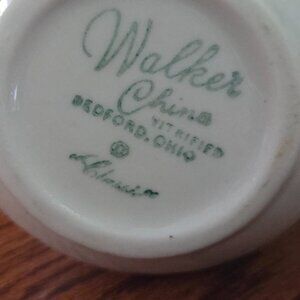 Walker
China
VITRIFIED
BEDFORD, OHIO